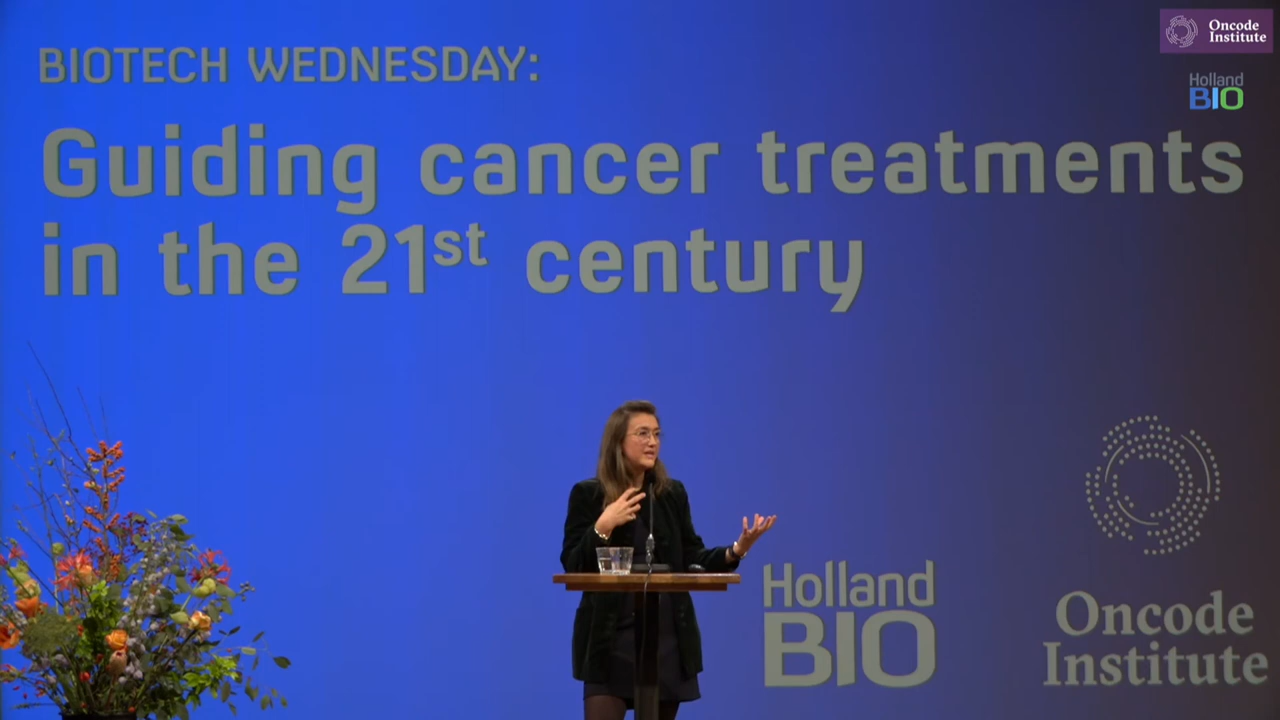 BIOTECH WEDNESDAY:
Guiding cancer treatments
in the 21st century
Oncode
Institute
Holland
BIO
Holland
BIO
Oncode
Institute